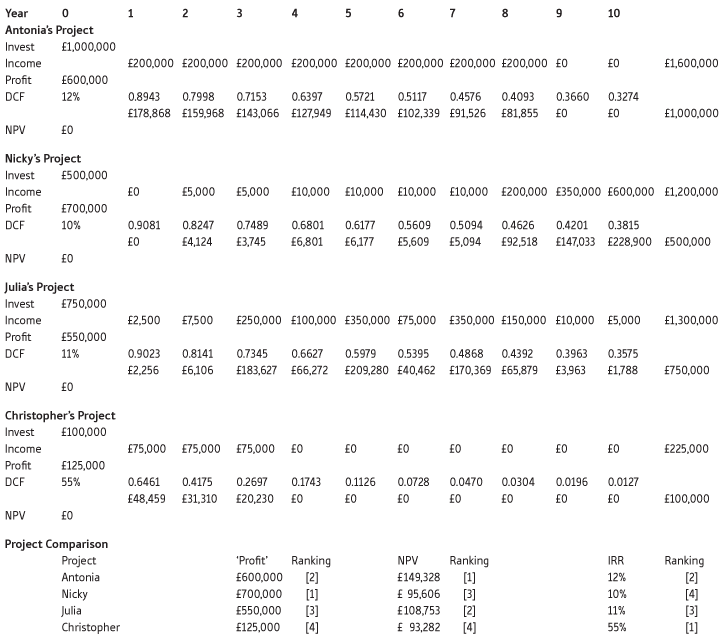 Year 0 1 2 3 4 5 6 7 8 9 10
Antonia's Project
Invest £1,000,000
Income £200,000 £200,000 £200,000 £200,000 £200,000 £200,000 £200,000 £200,000 £0 £0 £1,600,000
Profit £600,000
DCF 12% 0.8943 0.7998 0.7153 0.6397 0.5721 0.5117 0.4576 0.4093 0.3660 0.3274
£178,868 £159,968 £143,066 £127,949 £114,430 £102,339 £91,526 £81,855 £0 £0 £1,000,000
NPV £0
Nicky's Project
Invest £500,000
Income £0 £5,000 £5,000 £10,000 £10,000 £10,000 £10,000 £200,000 £350,000 £600,000 £1,200,000
Profit £700,000
DCF 10% 0.9081 0.8247 0.7489 0.6801 0.6177 0.5609 0.5094 0.4626 0.4201 0.3815
£0 £4,124 £3,745 £6,801 £6,177 £5,609 £5,094 £92,518 £147,033 £228,900 £500,000
NPV £0
Julia's Project
Invest £750,000
Income £2,500 £7,500 £250,000 £100,000 £350,000 £75,000 £350,000 £150,000 £10,000 £5,000 £1,300,000
Profit £550,000
DCF 11% 0.9023 0.8141 0.7345 0.6627 0.5979 0.5395 0.4868 0.4392 0.3963 0.3575
£2,256 £6,106 £183,627 £66,272 £209,280 £40,462 £170,369 £65,879 £3,963 £1,788 £750,000
NPV £0
Christopher's Project
Invest £100,000
Income £75,000 £75,000 £75,000 £0 £0 £0 £0 £0 £0 £0 £225,000
Profit £125,000
DCF 55% 0.6461 0.4175 0.2697 0.1743 0.1126 0.0728 0.0470 0.0304 0.0196 0.0127
£48,459 £31,310 £20,230 £0 £0 £0 £0 £0 £0 £0 £100,000
NPV £0
Project Comparison
Project 'Profit' Ranking NPV Ranking IRR Ranking
Antonia £600,000 [2] £149,328 [1] 12% [2]
Nicky £700,000 [1] £ 95,606 [3] 10% [4]
Julia £550,000 [3] £108,753 [2] 11% [3]
Christopher £125,000 [4] £ 93,282 [4] 55% [1]